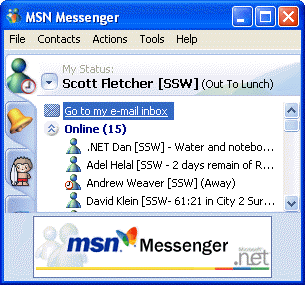 MSN Messenger
File Contacts Actions Tools Help
My Status:
Scott Fletcher [SSW] (Out To Lunch)
Go to my e-mail inbox
Online (15)
.NET Dan [SSW] - Water and notebo...
Adel Helal [SSW - 2 days remain of R...
Andrew Weaver [SSW] (Away)
David Klein [SSW- 61:21 in City 2 Sur...
msn Messenger
Microsoft
.net